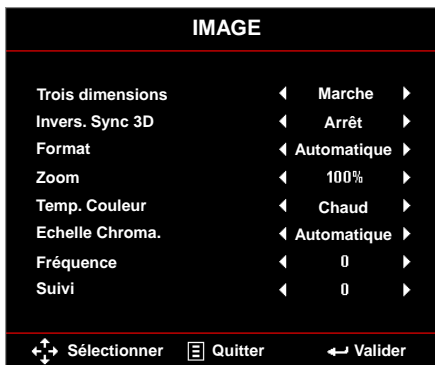 IMAGE
Trois dimensions Marche
Invers. Sync 3D Arrêt
Format Automatique
Zoom 100%
Temp. Couleur Chaud
Echelle Chroma. Automatique
Fréquence 0
Suivi 0
Sélectionner Quitter Valider